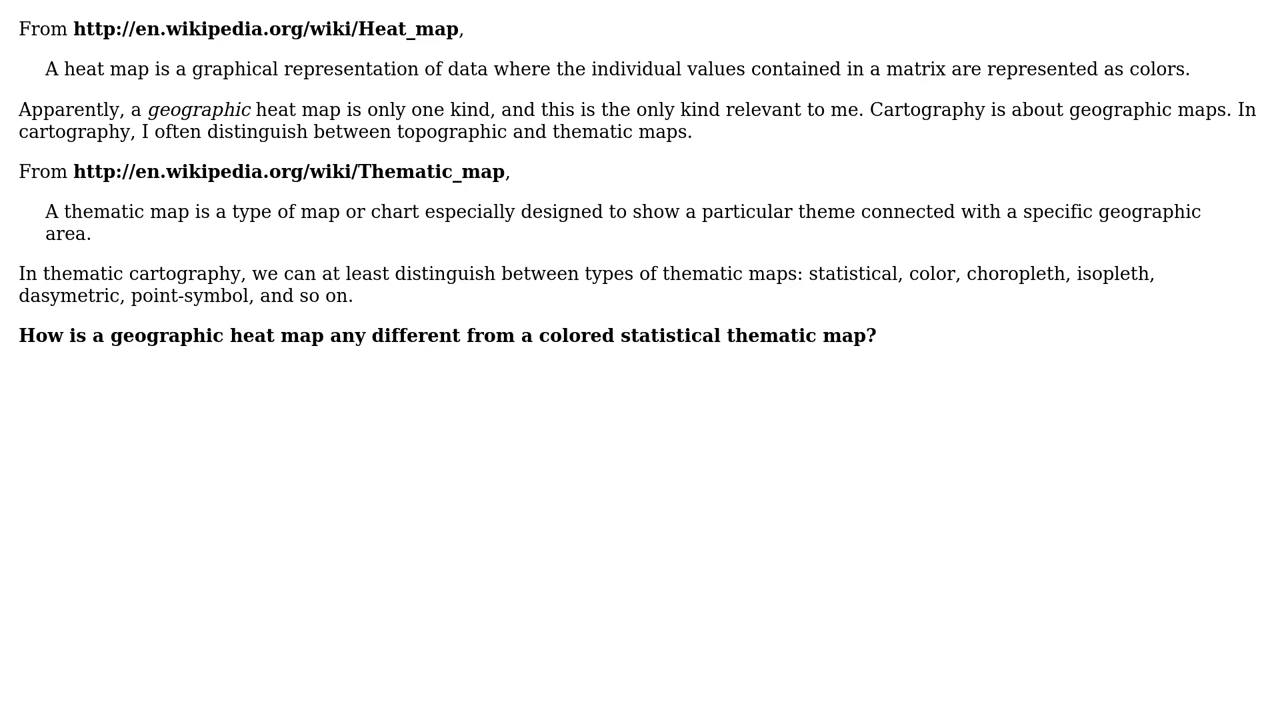 From http://en.wikipedia.org/wiki/Heat_map,
A heat map is a graphical representation of data where the individual values contained in a matrix are represented as colors.
Apparently, a geographic heat map is only one kind, and this is the only kind relevant to me. Cartography is about geographic maps. In
cartography, I often distinguish between topographic and thematic maps.
From http://en.wikipedia.org/wiki/Thematic_map,
A thematic map is a type of map or chart especially designed to show a particular theme connected with a specific geographic
area.
In thematic cartography, we can at least distinguish between types of thematic maps: statistical, color, choropleth, isopleth,
dasymetric, point-symbol, and so on.
How is a geographic heat map any different from a colored statistical thematic map?